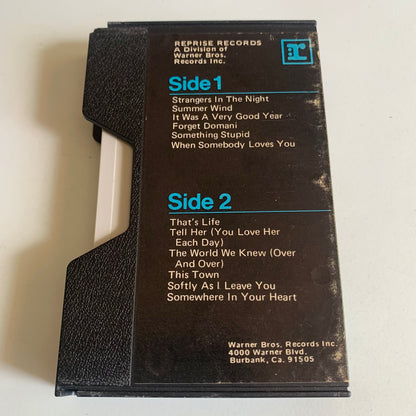 REPRISE RECORDS
A Division of
Warner Bros.
Records Inc.
r
Side 1
Strangers In The Night
Summer Wind
It Was A Very Good Year
Forget Domani
Something Stupid
When Somebody Loves You
Side 2
That's Life
Tell Her (You Love Her
Each Day)
The World We Knew (Over
And Over)
This Town
Softly As I Leave You
Somewhere In Your Heart
Warner Bros. Records Inc.
4000 Warner Blvd.
Burbank, Ca. 91505